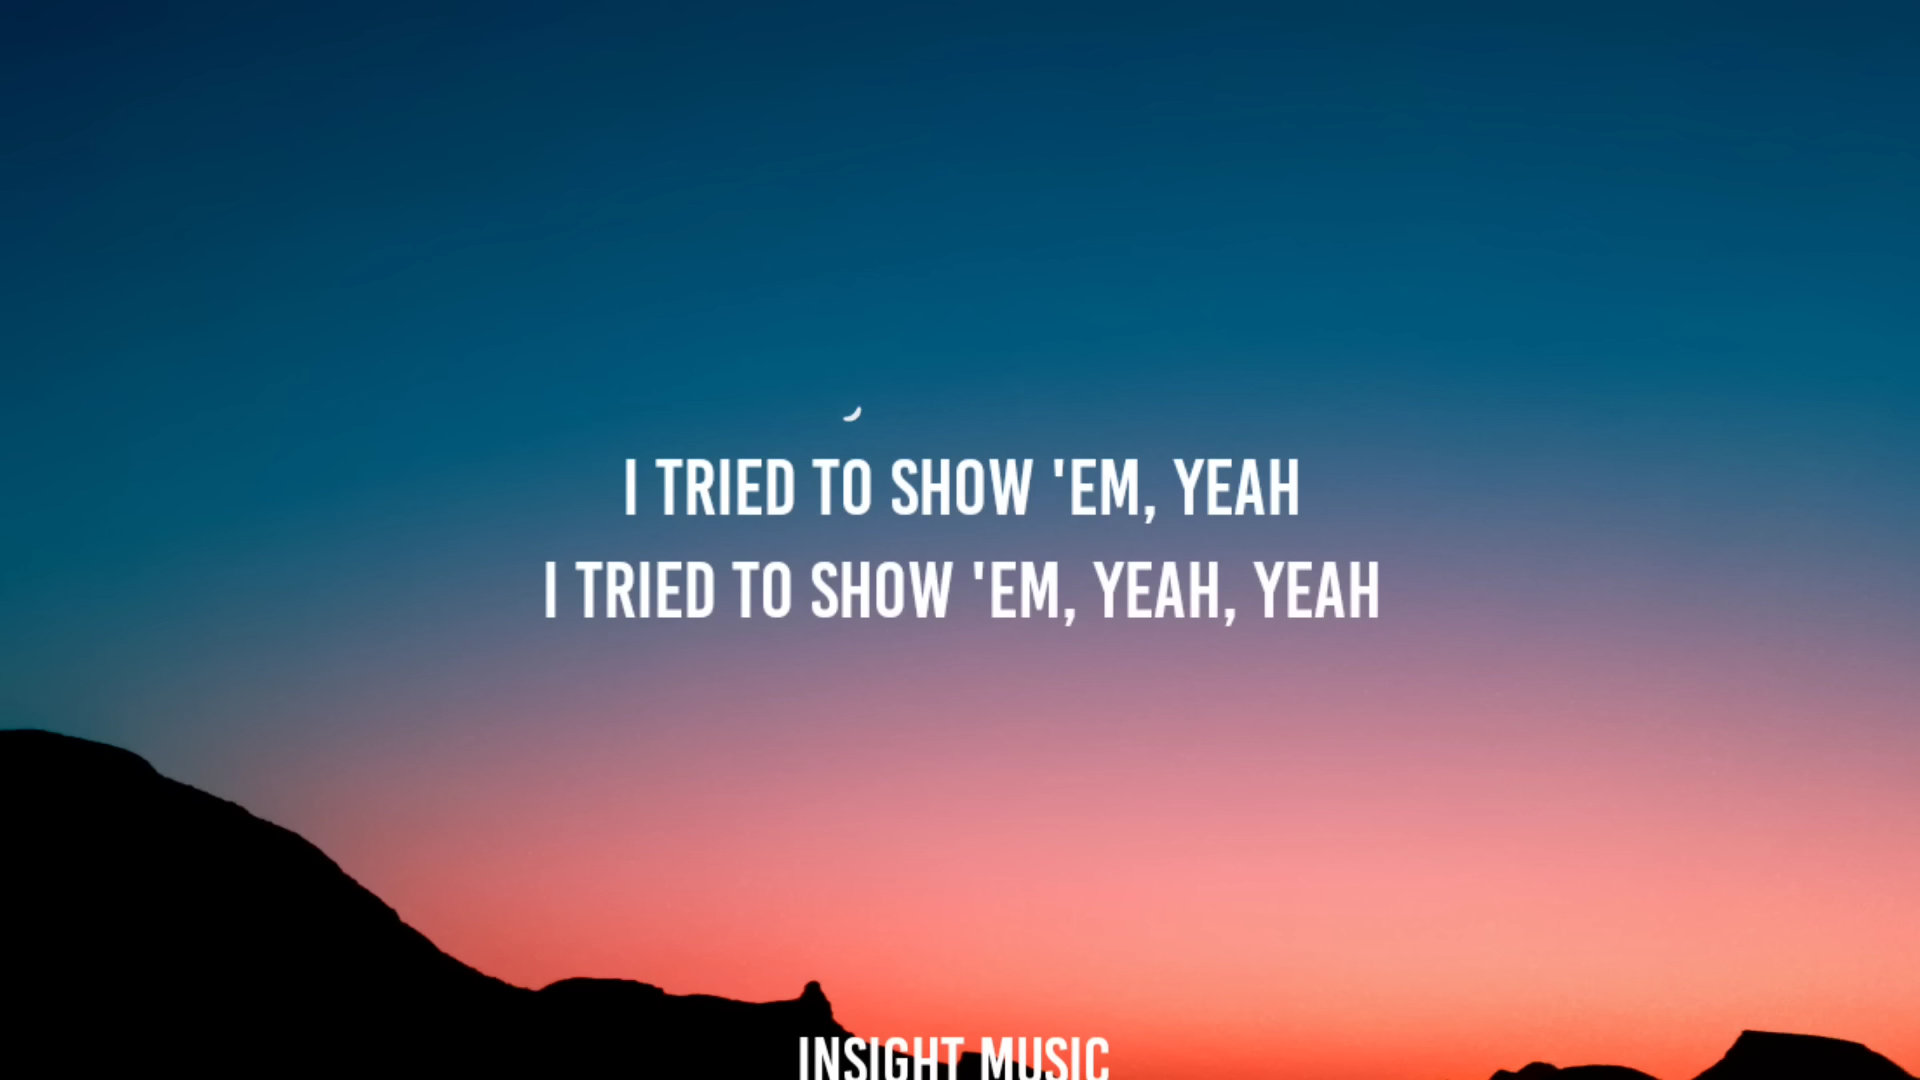 I TRIED TO SHOW 'EM, YEAH
I TRIED TO SHOW 'EM, YEAH, YEAH
INSIGHT MUSIC